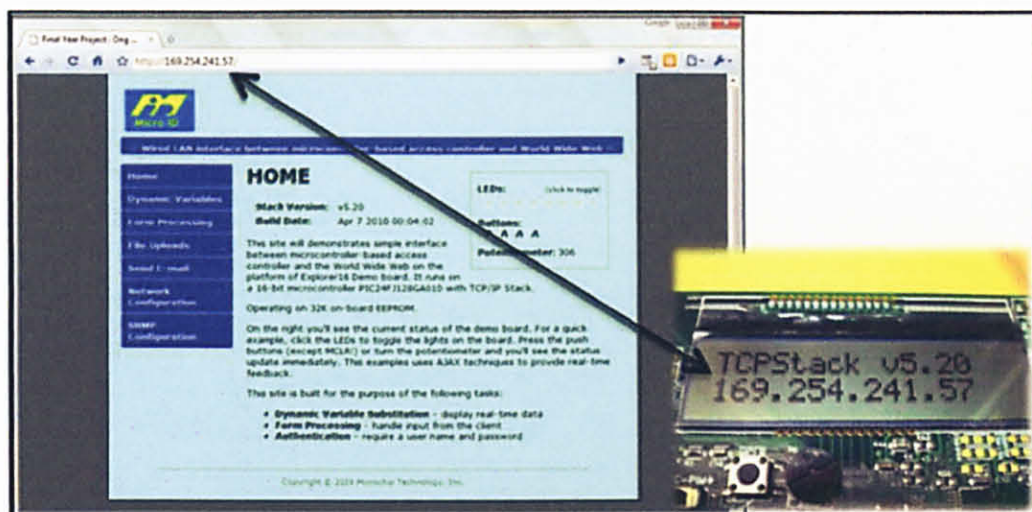 Final Year Project : Ong ...
Google
http://169.254.241.57/
Micro ID
Wired LAN interface between microcontroller-based access controller and World Wide Web
Home
Dynamic Variables
Form Processing
File Uploads
Send E-mail
Network
Configuration
SNMP
Configuration
HOME
Stack Version: v5.20
Build Date: Apr 7 2010 00:04:02
This site will demonstrates simple interface
between microcontroller-based access
controller and the World Wide Web on the
platform of Explorer16 Demo board. It runs on
a 16-bit microcontroller PIC24FJ128GA010 with TCP/IP Stack.
Operating on 32K on-board EEPROM.
On the right you'll see the current status of the demo board. For a quick
example, click the LEDs to toggle the lights on the board. Press the push
buttons (except MCLR!) or turn the potentiometer and you'll see the status
update immediately. This examples uses AJAX techniques to provide real-time
feedback.
This site is built for the purpose of the following tasks:
• Dynamic Variable Substitution - display real-time data
• Form Processing - handle input from the client
• Authentication - require a user name and password
LEDs: (click to toggle)
Buttons:
Λ Λ Λ Λ
Potentiometer: 306
Copyright © 2009 Microchip Technology, Inc.
TCPStack v5.20
169.254.241.57